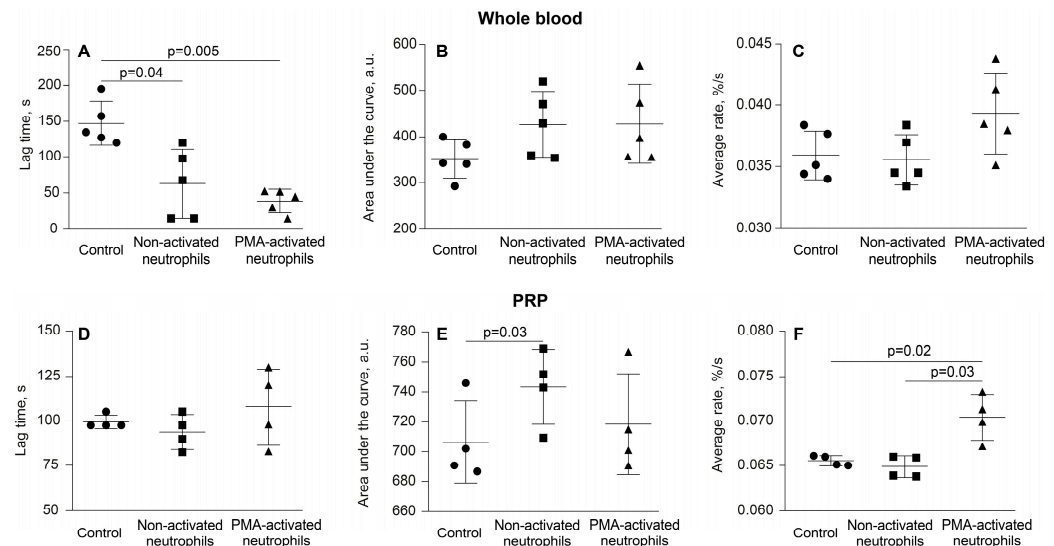 Whole blood
A
p=0.005
p=0.04
Lag time, s
250
200
150
100
50
0
Control
Non-activated
neutrophils
PMA-activated
neutrophils
B
Area under the curve, a.u.
600
500
400
300
200
Control
Non-activated
neutrophils
PMA-activated
neutrophils
C
Average rate, %/s
0.045
0.040
0.035
0.030
Control
Non-activated
neutrophils
PMA-activated
neutrophils
PRP
D
Lag time, s
150
125
100
75
50
Control
Non-activated
neutrophils
PMA-activated
neutrophils
E
p=0.03
Area under the curve, a.u.
780
760
740
720
700
680
660
Control
Non-activated
neutrophils
PMA-activated
neutrophils
F
p=0.02
p=0.03
Average rate, %/s
0.080
0.075
0.070
0.065
0.060
Control
Non-activated
neutrophils
PMA-activated
neutrophils